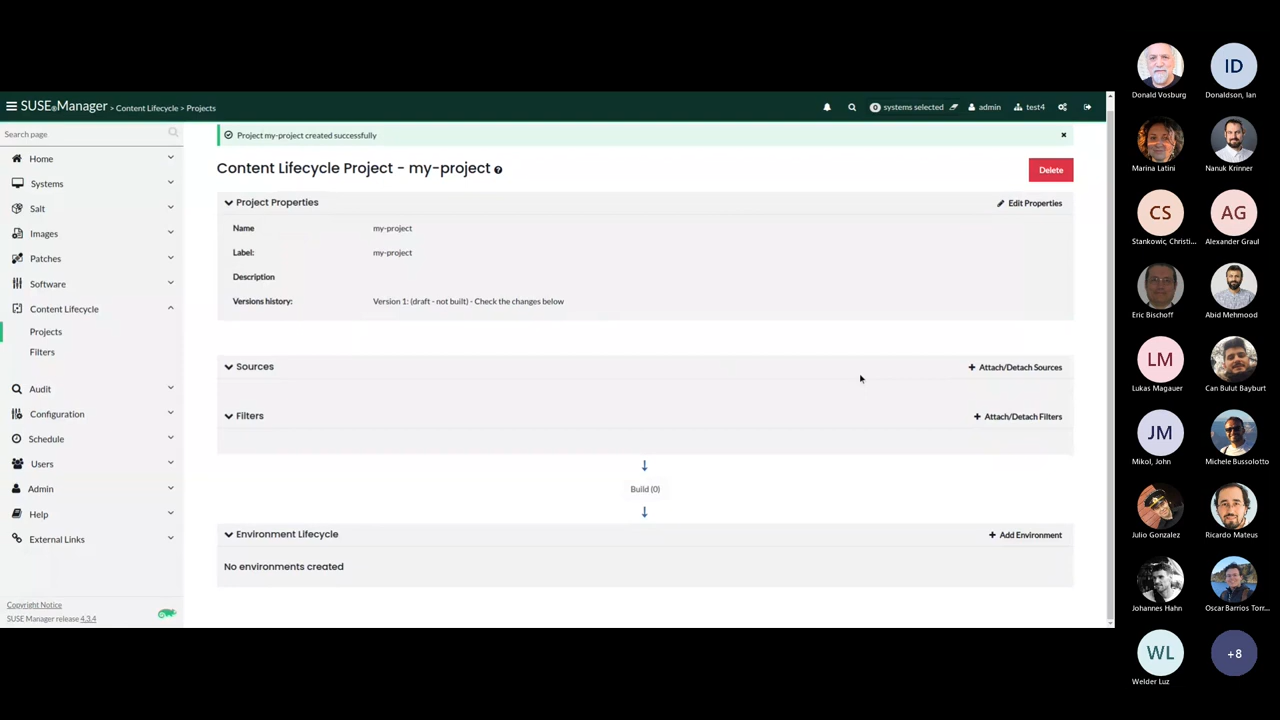 SUSE Manager > Content Lifecycle > Projects
0 systems selected
admin
test4
Search page
Home
Systems
Salt
Images
Patches
Software
Content Lifecycle
Projects
Filters
Audit
Configuration
Schedule
Users
Admin
Help
External Links
Copyright Notice
SUSE Manager release 4.3.4
Project my-project created successfully
Content Lifecycle Project - my-project
Delete
Project Properties
Edit Properties
Name my-project
Label: my-project
Description
Versions history: Version 1: (draft - not built) - Check the changes below
Sources
Attach/Detach Sources
Filters
Attach/Detach Filters
Build (0)
Environment Lifecycle
Add Environment
No environments created
Donald Vosburg
ID
Donaldson, Ian
Marina Latini
Nanuk Krinner
CS
Stankowic, Christi...
AG
Alexander Graul
Eric Bischoff
Abid Mehmood
LM
Lukas Magauer
Can Bulut Bayburt
JM
Mikol, John
Michele Bussolotto
Julio Gonzalez
Ricardo Mateus
Johannes Hahn
Oscar Barrios Torr...
WL
Welder Luz
+8